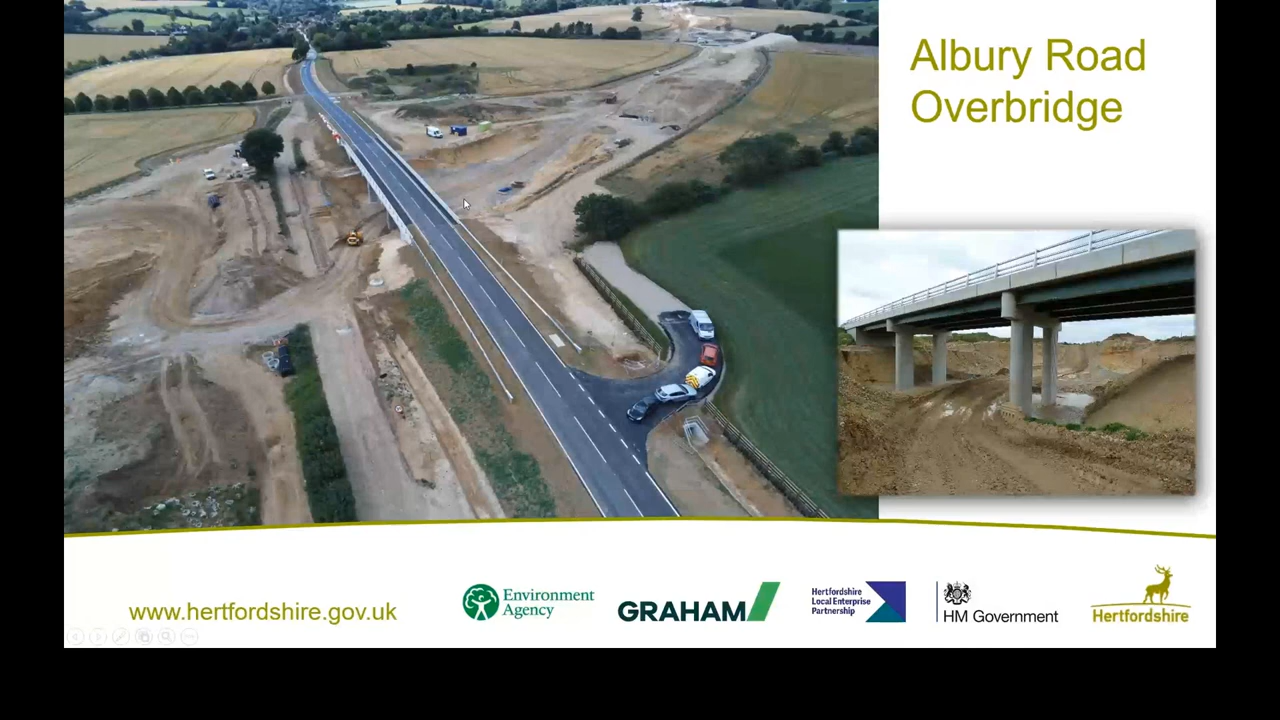 Albury Road
Overbridge
www.hertfordshire.gov.uk
Environment
Agency
GRAHAM
Hertfordshire
Local Enterprise
Partnership
HM Government
Hertfordshire